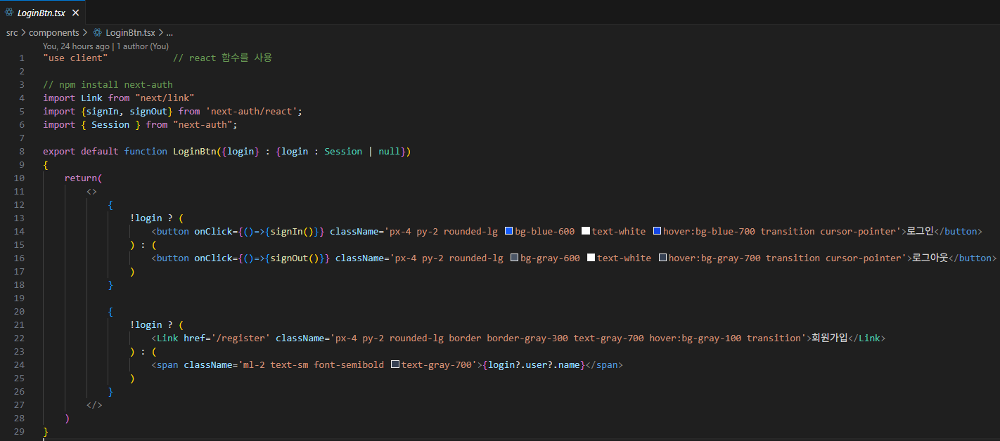 LoginBtn.tsx
src > components > LoginBtn.tsx > ...
You, 24 hours ago | 1 author (You)
1 "use client" // react 함수를 사용
2
3 // npm install next-auth
4 import Link from "next/link"
5 import {signIn, signOut} from 'next-auth/react';
6 import { Session } from "next-auth";
7
8 export default function LoginBtn({login} : {login : Session | null})
9 {
10 return(
11 <>
12 {
13 !login ? (
14 <button onClick={()=>{signIn()}} className='px-4 py-2 rounded-lg bg-blue-600 text-white hover:bg-blue-700 transition cursor-pointer'>로그인</button>
15 ) : (
16 <button onClick={()=>{signOut()}} className='px-4 py-2 rounded-lg bg-gray-600 text-white hover:bg-gray-700 transition cursor-pointer'>로그아웃</button>
17 )
18 }
19
20 {
21 !login ? (
22 <Link href='/register' className='px-4 py-2 rounded-lg border border-gray-300 text-gray-700 hover:bg-gray-100 transition'>회원가입</Link>
23 ) : (
24 <span className='ml-2 text-sm font-semibold text-gray-700'>{login?.user?.name}</span>
25 )
26 }
27 </>
28 )
29 }